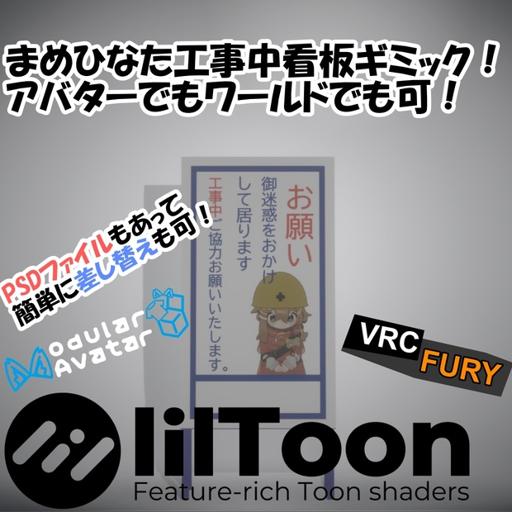 まめひなた工事中看板ギミック！
アバターでもワールドでも可！
お願い
御迷惑をおかけ
して居ります
工事中ご協力お願いいたします。
PSDファイルもあって
簡単に差し替えも可！
Modular
Avatar
VRC
FURY
lilToon
Feature-rich Toon shaders